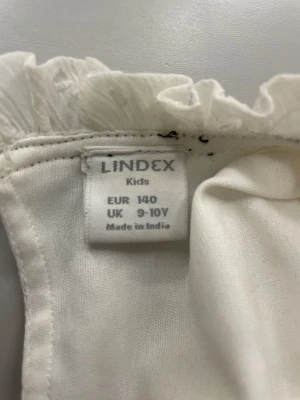 LINDEX
Kids
EUR 140
UK 9-10Y
Made in India